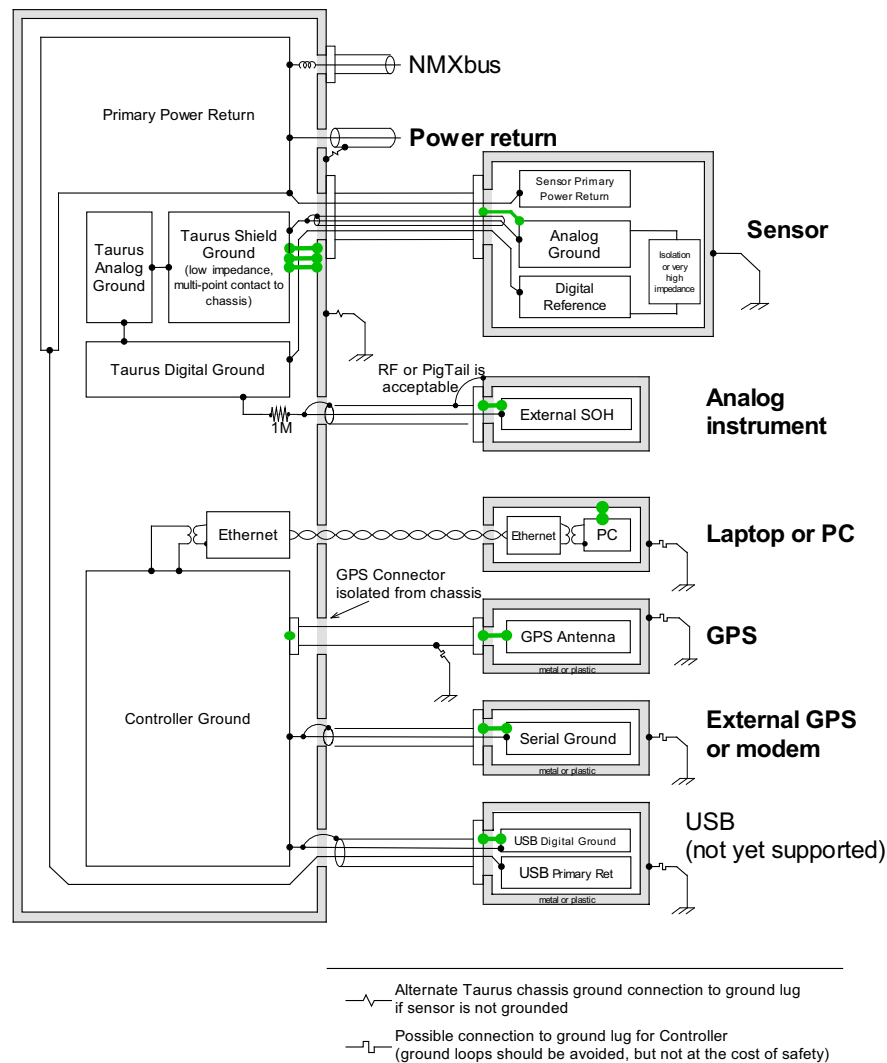 NMXbus
Primary Power Return
Power return
Sensor Primary
Power Return
Taurus
Analog
Ground
Taurus Shield
Ground
(low impedance,
multi-point contact to
chassis)
Analog
Ground
Isolation
or very
high
impedance
Sensor
Digital
Reference
Taurus Digital Ground
RF or PigTail is
acceptable
1M
External SOH
Analog
instrument
Ethernet
Ethernet
PC
Laptop or PC
GPS Connector
isolated from chassis
GPS Antenna
metal or plastic
GPS
Controller Ground
Serial Ground
metal or plastic
External GPS
or modem
USB Digital Ground
USB Primary Ret
metal or plastic
USB
(not yet supported)
Alternate Taurus chassis ground connection to ground lug
if sensor is not grounded
Possible connection to ground lug for Controller
(ground loops should be avoided, but not at the cost of safety)